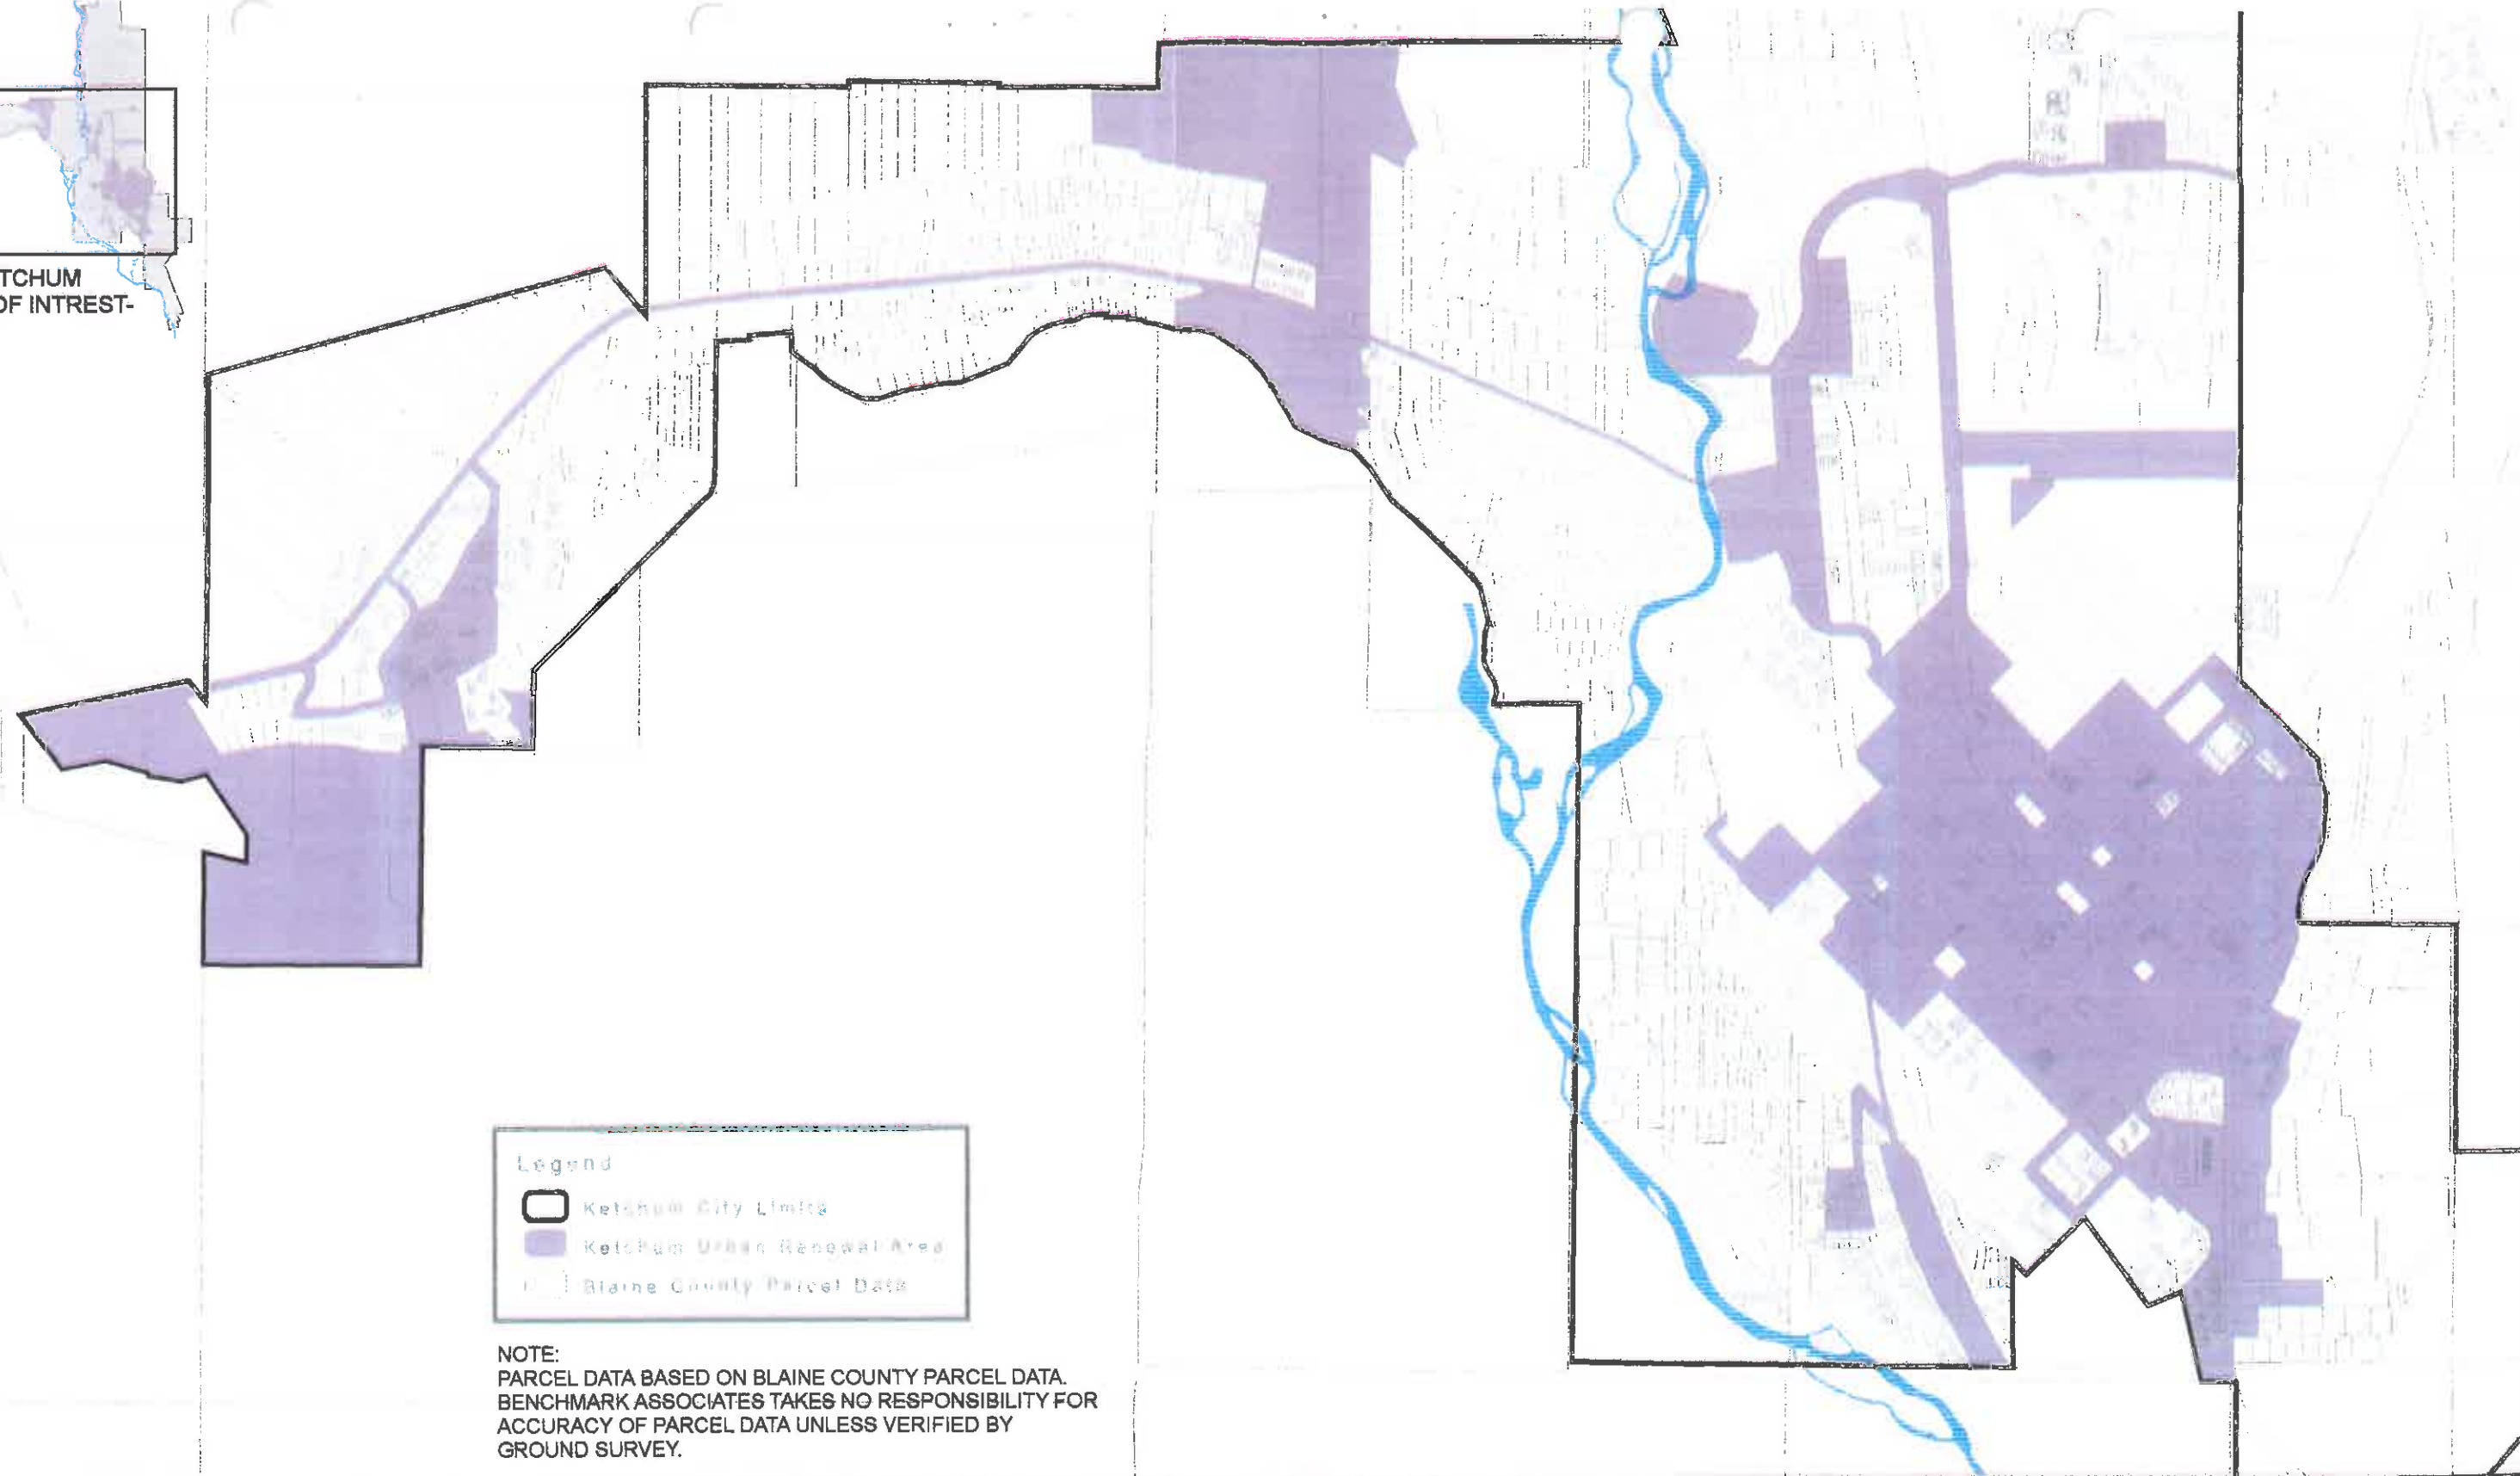 TCHUM
OF INTREST-
Legend
Ketchum City Limits
Ketchum Urban Renewal Area
Blaine County Parcel Data
NOTE:
PARCEL DATA BASED ON BLAINE COUNTY PARCEL DATA.
BENCHMARK ASSOCIATES TAKES NO RESPONSIBILITY FOR
ACCURACY OF PARCEL DATA UNLESS VERIFIED BY
GROUND SURVEY.